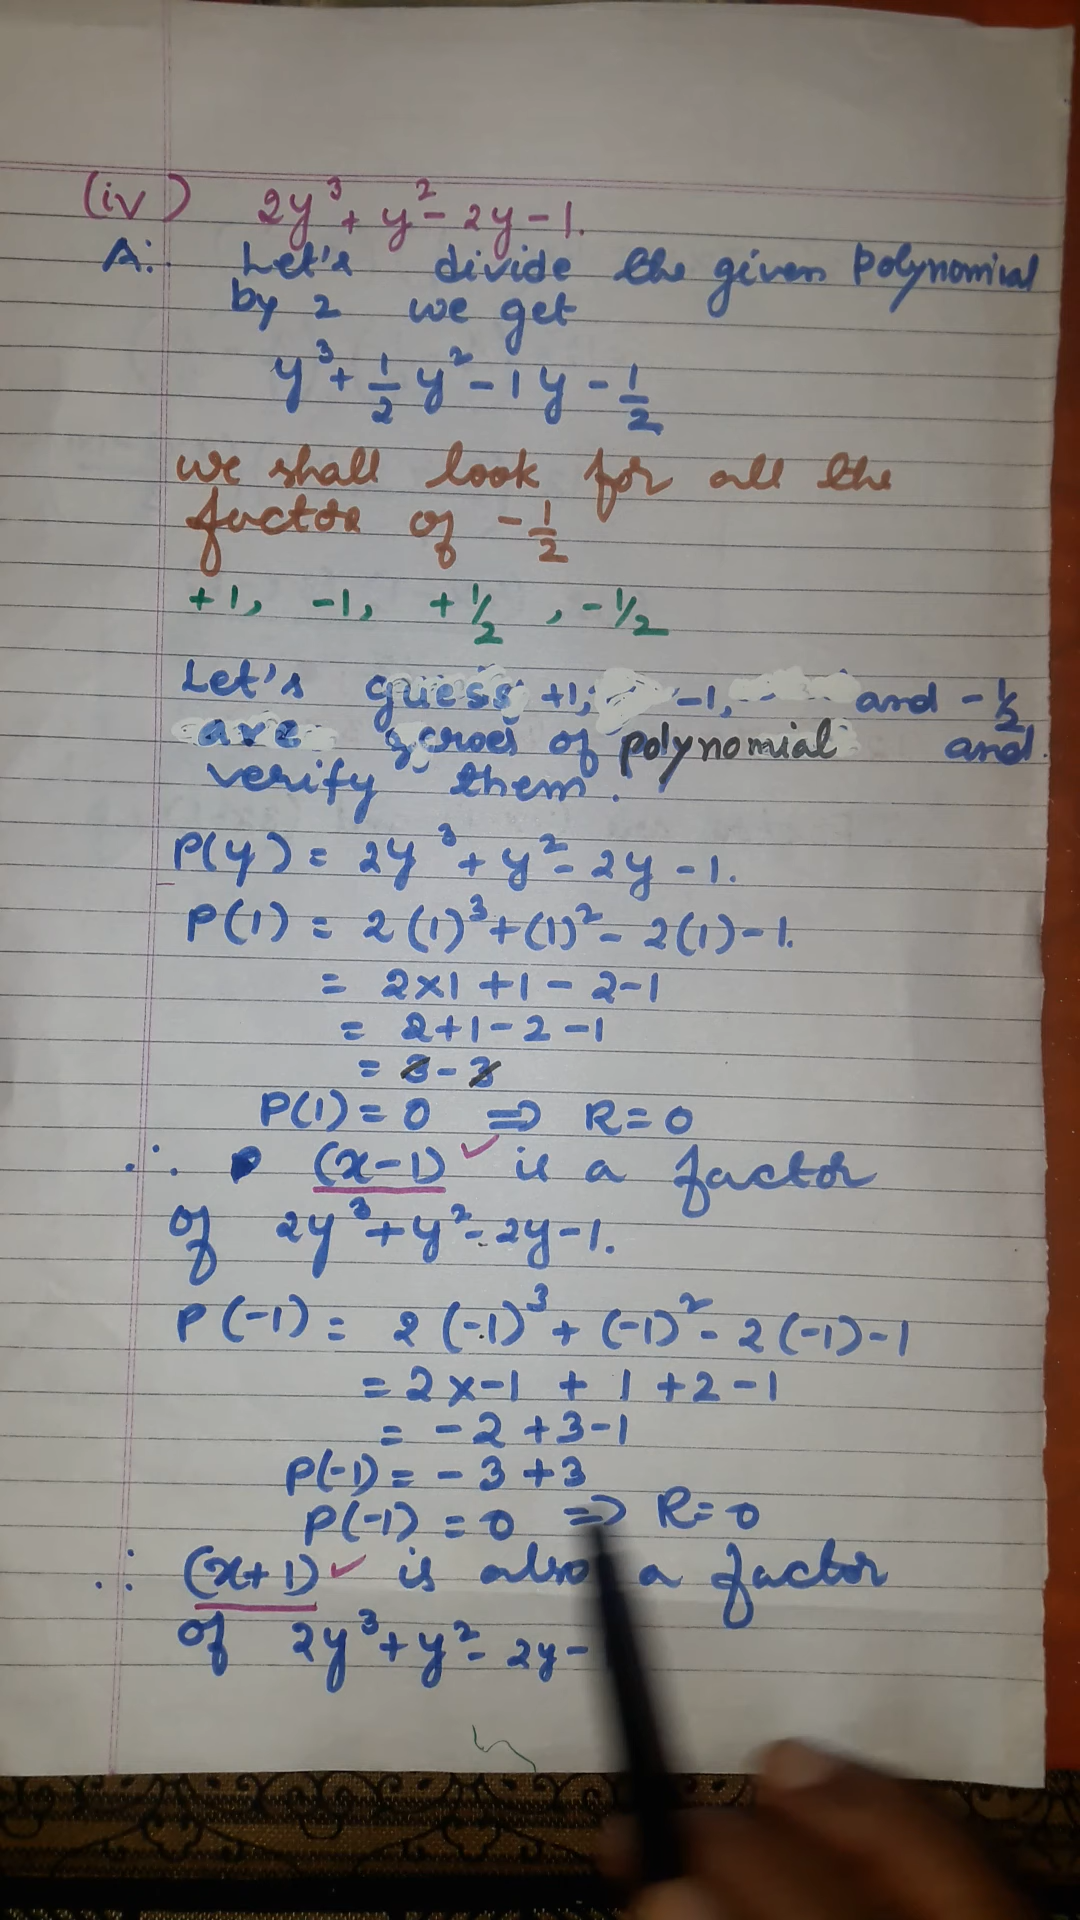 (iv) 2y³ + y² - 2y - 1.
A:. Let's divide the given Polynomial
by 2 we get
y³ + 1/2 y² - 1y - 1/2
we shall look for all the
factor of - 1/2
+1, -1, +1/2, -1/2
Let's guess +1, -1, and -1/2
are zeroes of polynomial and
verify them.
P(y) = 2y³ + y² - 2y - 1.
P(1) = 2(1)³ + (1)² - 2(1) - 1.
= 2×1 + 1 - 2 - 1
= 2 + 1 - 2 - 1
= 3 - 3
P(1) = 0 ⇒ R = 0
∴ (x-1) ✓ is a factor
of 2y³ + y² - 2y - 1.
P(-1) = 2(-1)³ + (-1)² - 2(-1) - 1
= 2×-1 + 1 + 2 - 1
= -2 + 3 - 1
P(-1) = -3 + 3
P(-1) = 0 ⇒ R = 0
∴ (x+1) ✓ is also a factor
of 2y³ + y² - 2y -